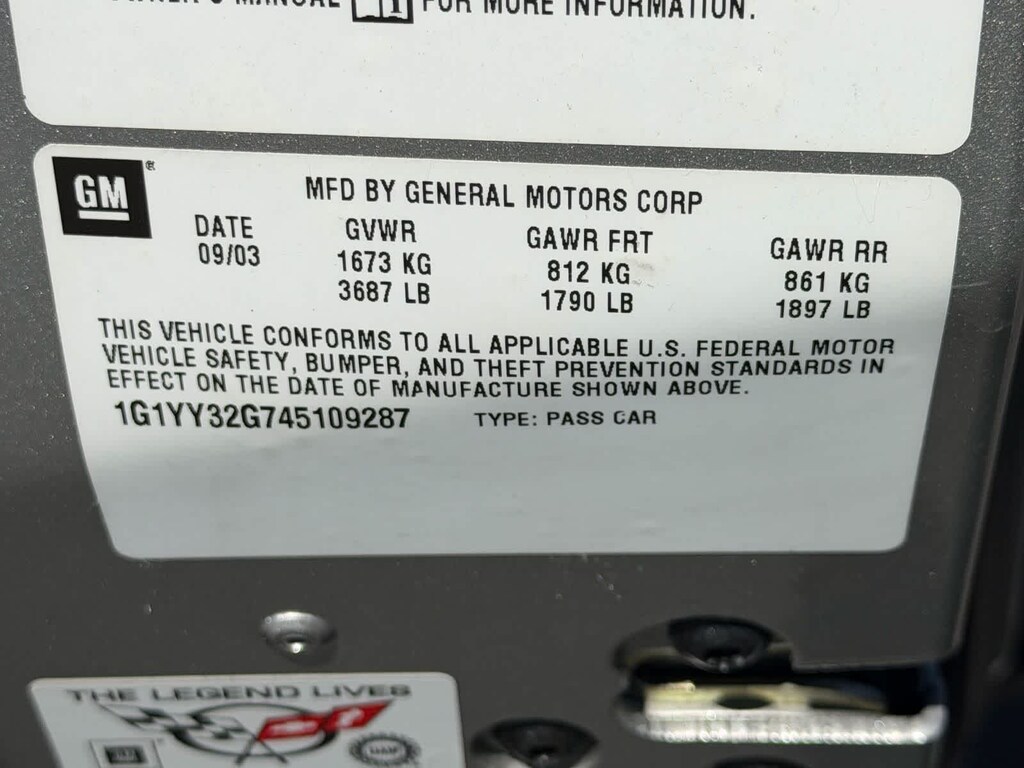 MANUAL FOR MORE INFORMATION.
GM
MFD BY GENERAL MOTORS CORP
DATE GVWR GAWR FRT GAWR RR
09/03 1673 KG 812 KG 861 KG
3687 LB 1790 LB 1897 LB
THIS VEHICLE CONFORMS TO ALL APPLICABLE U.S. FEDERAL MOTOR
VEHICLE SAFETY, BUMPER, AND THEFT PREVENTION STANDARDS IN
EFFECT ON THE DATE OF MANUFACTURE SHOWN ABOVE.
1G1YY32G745109287 TYPE: PASS CAR
THE LEGEND LIVES
GM UAW